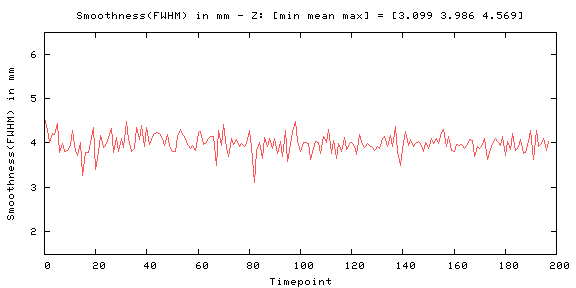 Smoothness(FWHM) in mm - Z: [min mean max] = [3.099 3.986 4.569]
6
5
4
3
2
Smoothness(FWHM) in mm
0 20 40 60 80 100 120 140 160 180 200
Timepoint